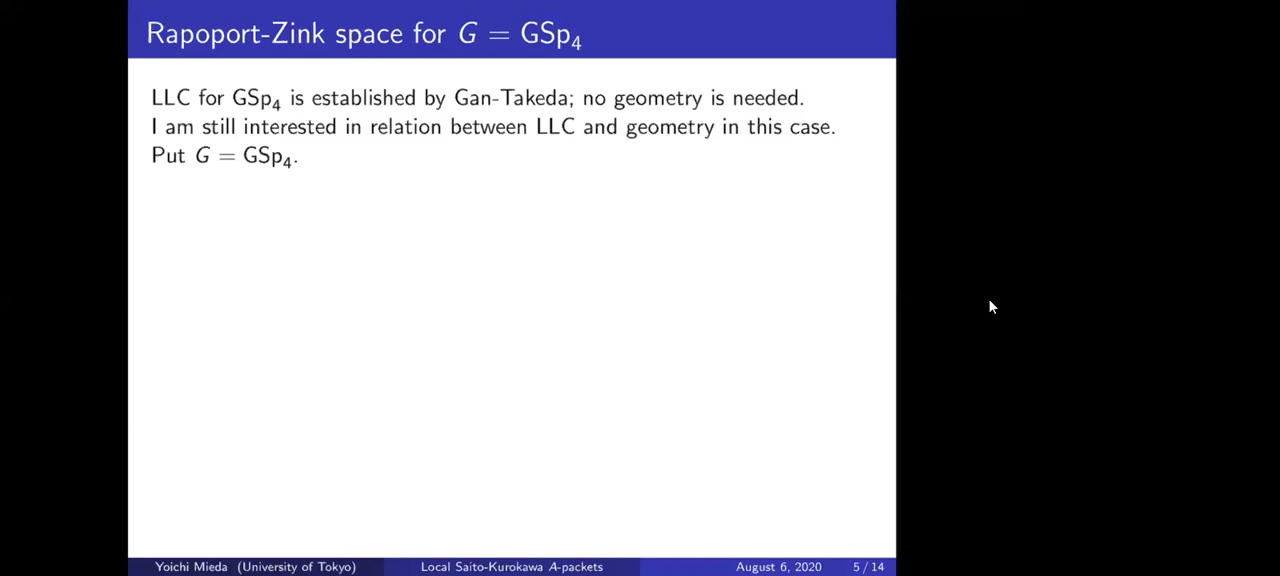 Rapoport-Zink space for G = GSp₄
LLC for GSp₄ is established by Gan-Takeda; no geometry is needed.
I am still interested in relation between LLC and geometry in this case.
Put G = GSp₄.
Yoichi Mieda (University of Tokyo) Local Saito-Kurokawa A-packets August 6, 2020 5 / 14